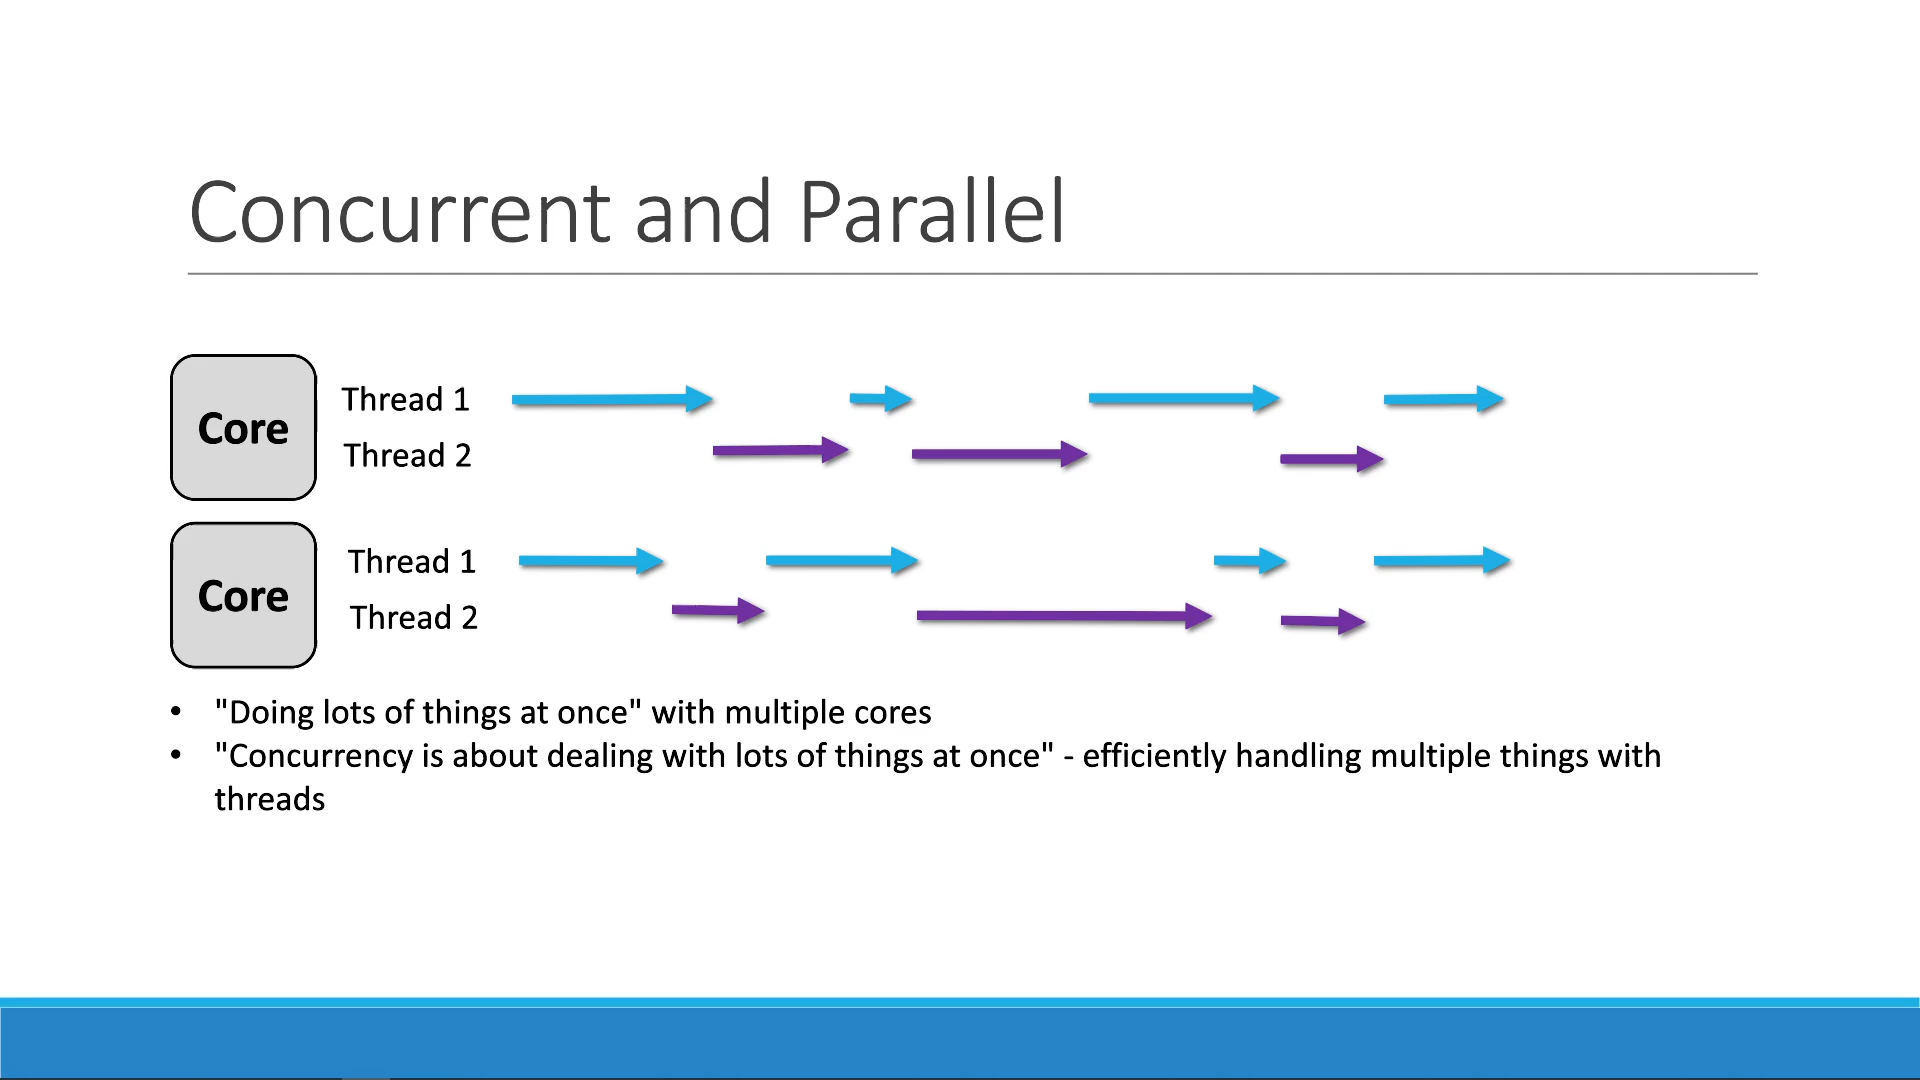 Concurrent and Parallel
Core
Thread 1
Thread 2
Core
Thread 1
Thread 2
• "Doing lots of things at once" with multiple cores
• "Concurrency is about dealing with lots of things at once" - efficiently handling multiple things with
threads